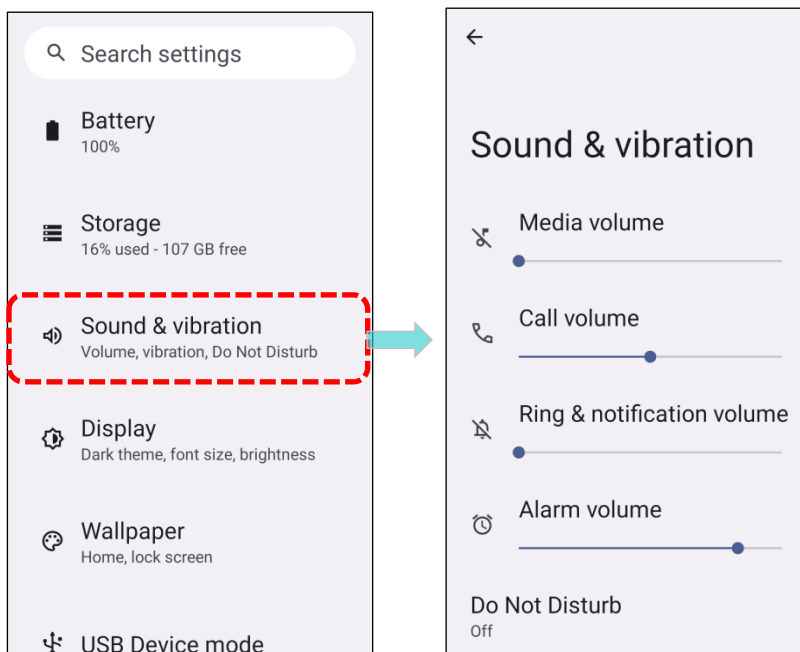 Search settings
Battery
100%
Storage
16% used - 107 GB free
Sound & vibration
Volume, vibration, Do Not Disturb
Display
Dark theme, font size, brightness
Wallpaper
Home, lock screen
USB Device mode
Sound & vibration
Media volume
Call volume
Ring & notification volume
Alarm volume
Do Not Disturb
Off